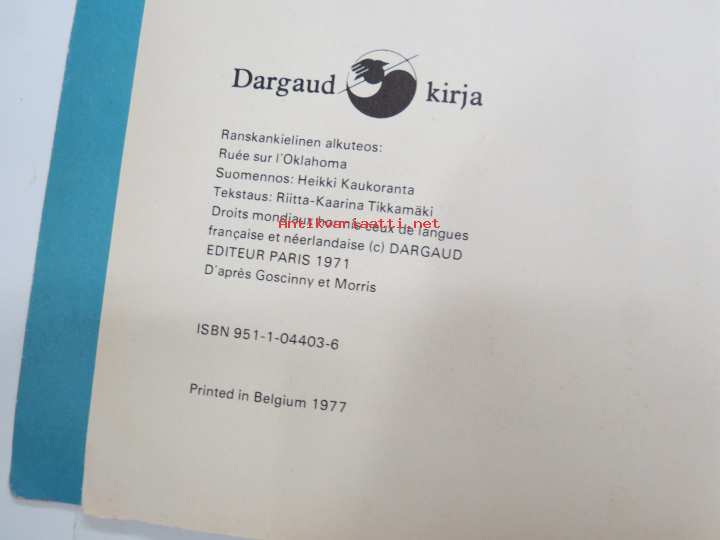 Dargaud kirja
Ranskankielinen alkuteos:
Ruée sur l'Oklahoma
Suomennos: Heikki Kaukoranta
Tekstaus: Riitta-Kaarina Tikkamäki
Antikvariaatti.net
Droits mondiaux hormis ceux de langues
française et néerlandaise (c) DARGAUD
EDITEUR PARIS 1971
D'après Goscinny et Morris
ISBN 951-1-04403-6
Printed in Belgium 1977